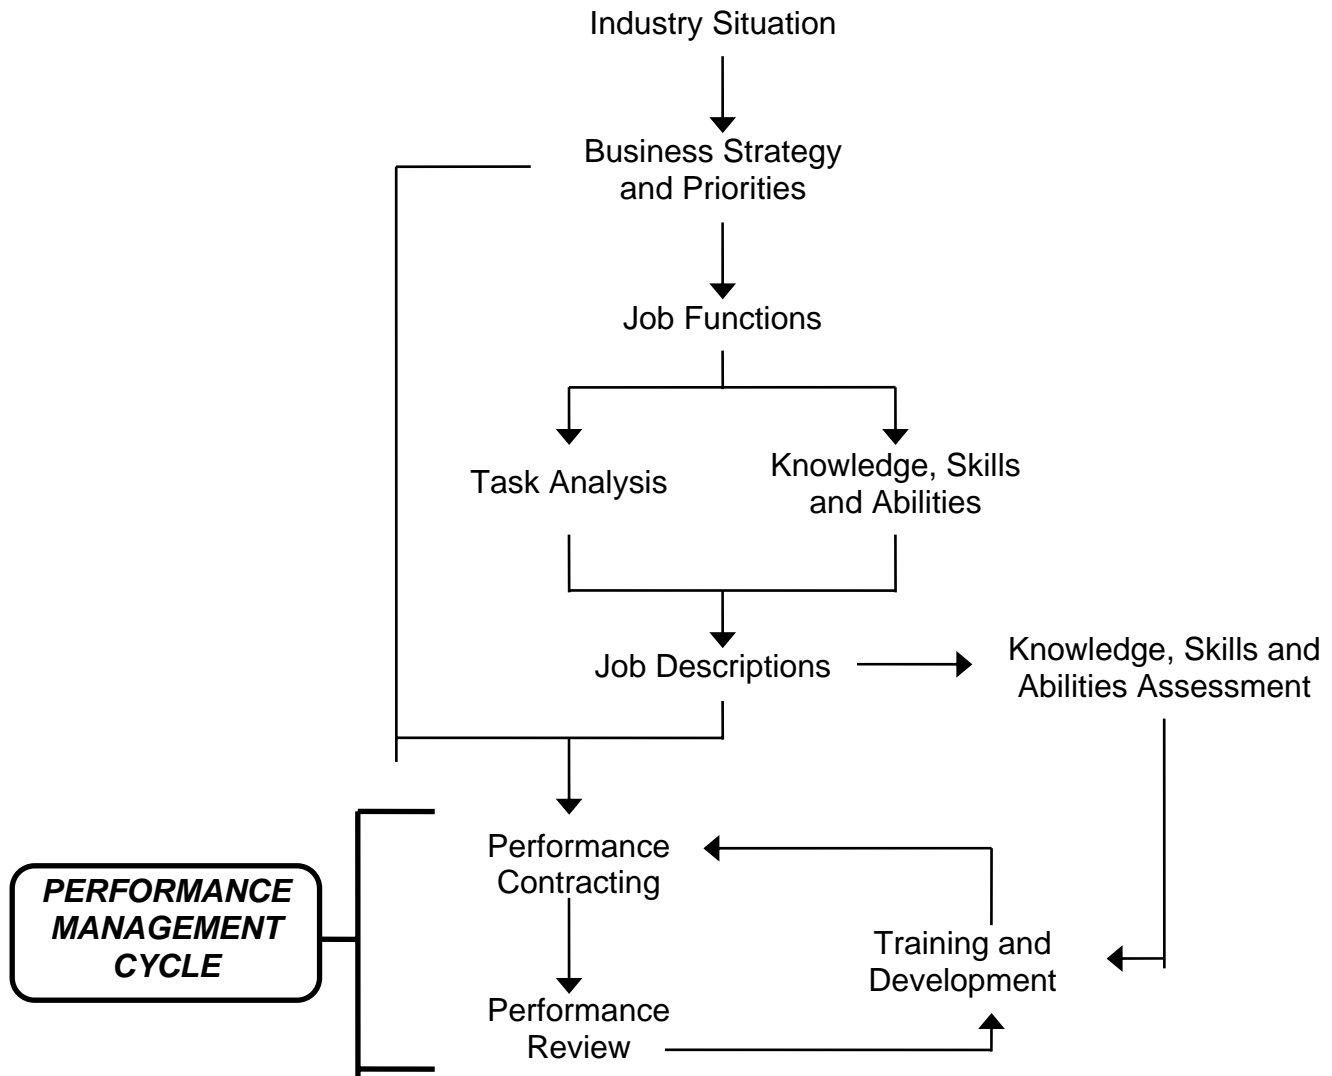 Industry Situation
Business Strategy
and Priorities
Job Functions
Task Analysis
Knowledge, Skills
and Abilities
Job Descriptions
Knowledge, Skills and
Abilities Assessment
Performance
Contracting
PERFORMANCE
MANAGEMENT
CYCLE
Training and
Development
Performance
Review